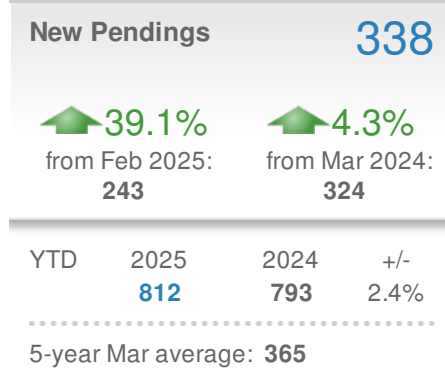 New Pendings 338
39.1% 4.3%
from Feb 2025: from Mar 2024:
243 324
YTD 2025 2024 +/-
812 793 2.4%
5-year Mar average: 365